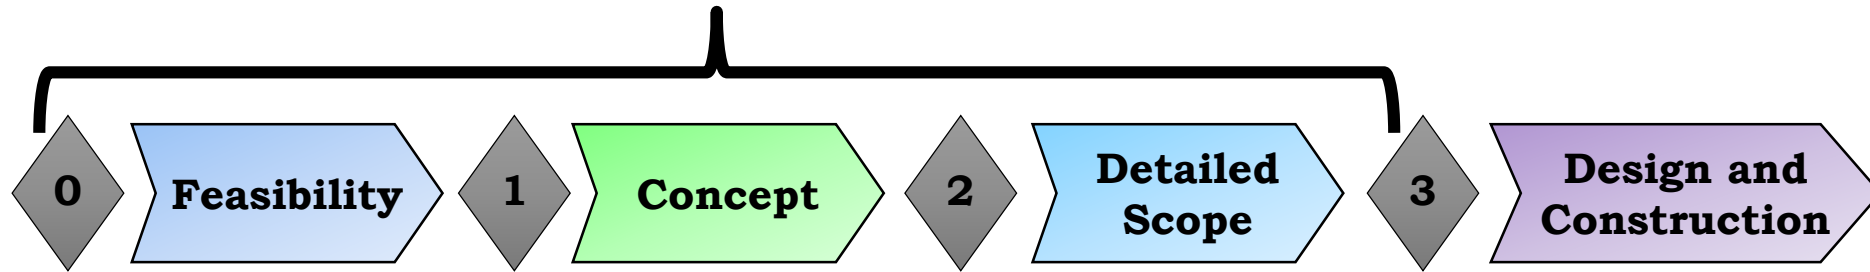 0
Feasibility
1
Concept
2
Detailed
Scope
3
Design and
Construction